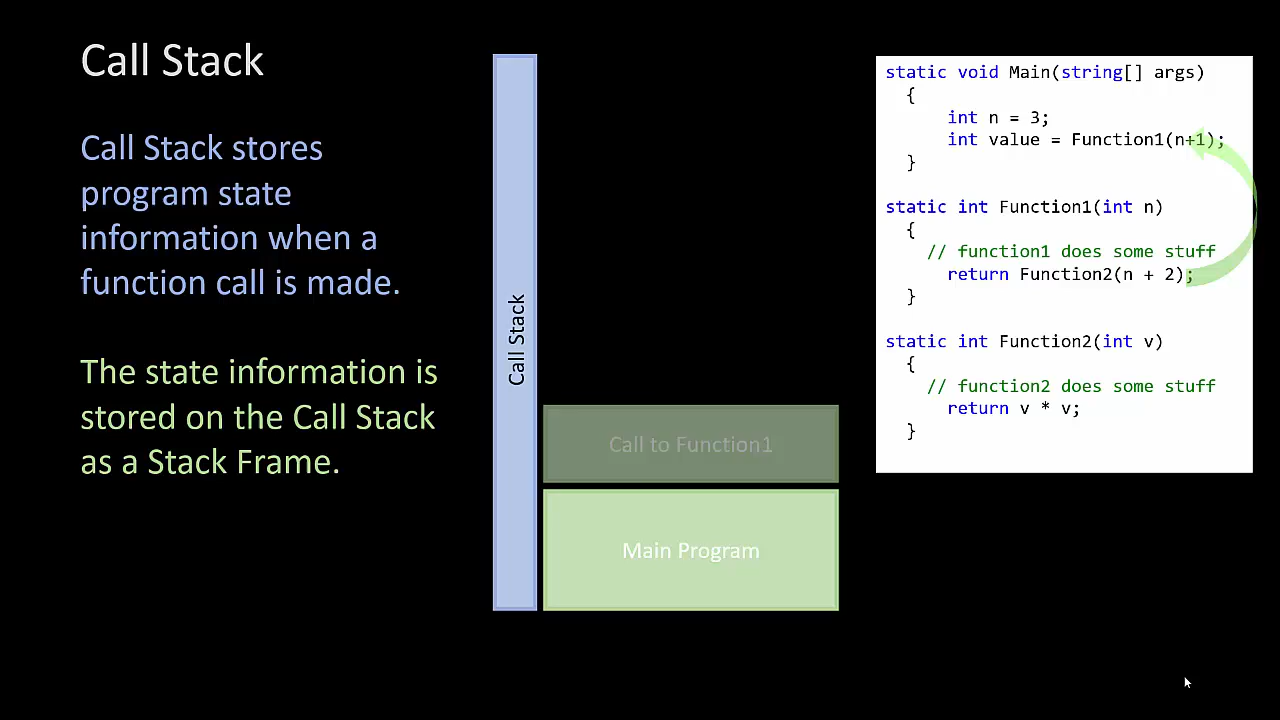 Call Stack
Call Stack stores
program state
information when a
function call is made.
The state information is
stored on the Call Stack
as a Stack Frame.
Call Stack
Call to Function1
Main Program
static void Main(string[] args)
{
int n = 3;
int value = Function1(n+1);
}
static int Function1(int n)
{
// function1 does some stuff
return Function2(n + 2);
}
static int Function2(int v)
{
// function2 does some stuff
return v * v;
}